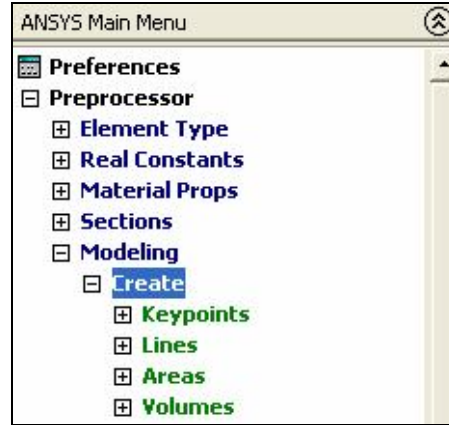 ANSYS Main Menu
Preferences
Preprocessor
Element Type
Real Constants
Material Props
Sections
Modeling
Create
Keypoints
Lines
Areas
Volumes